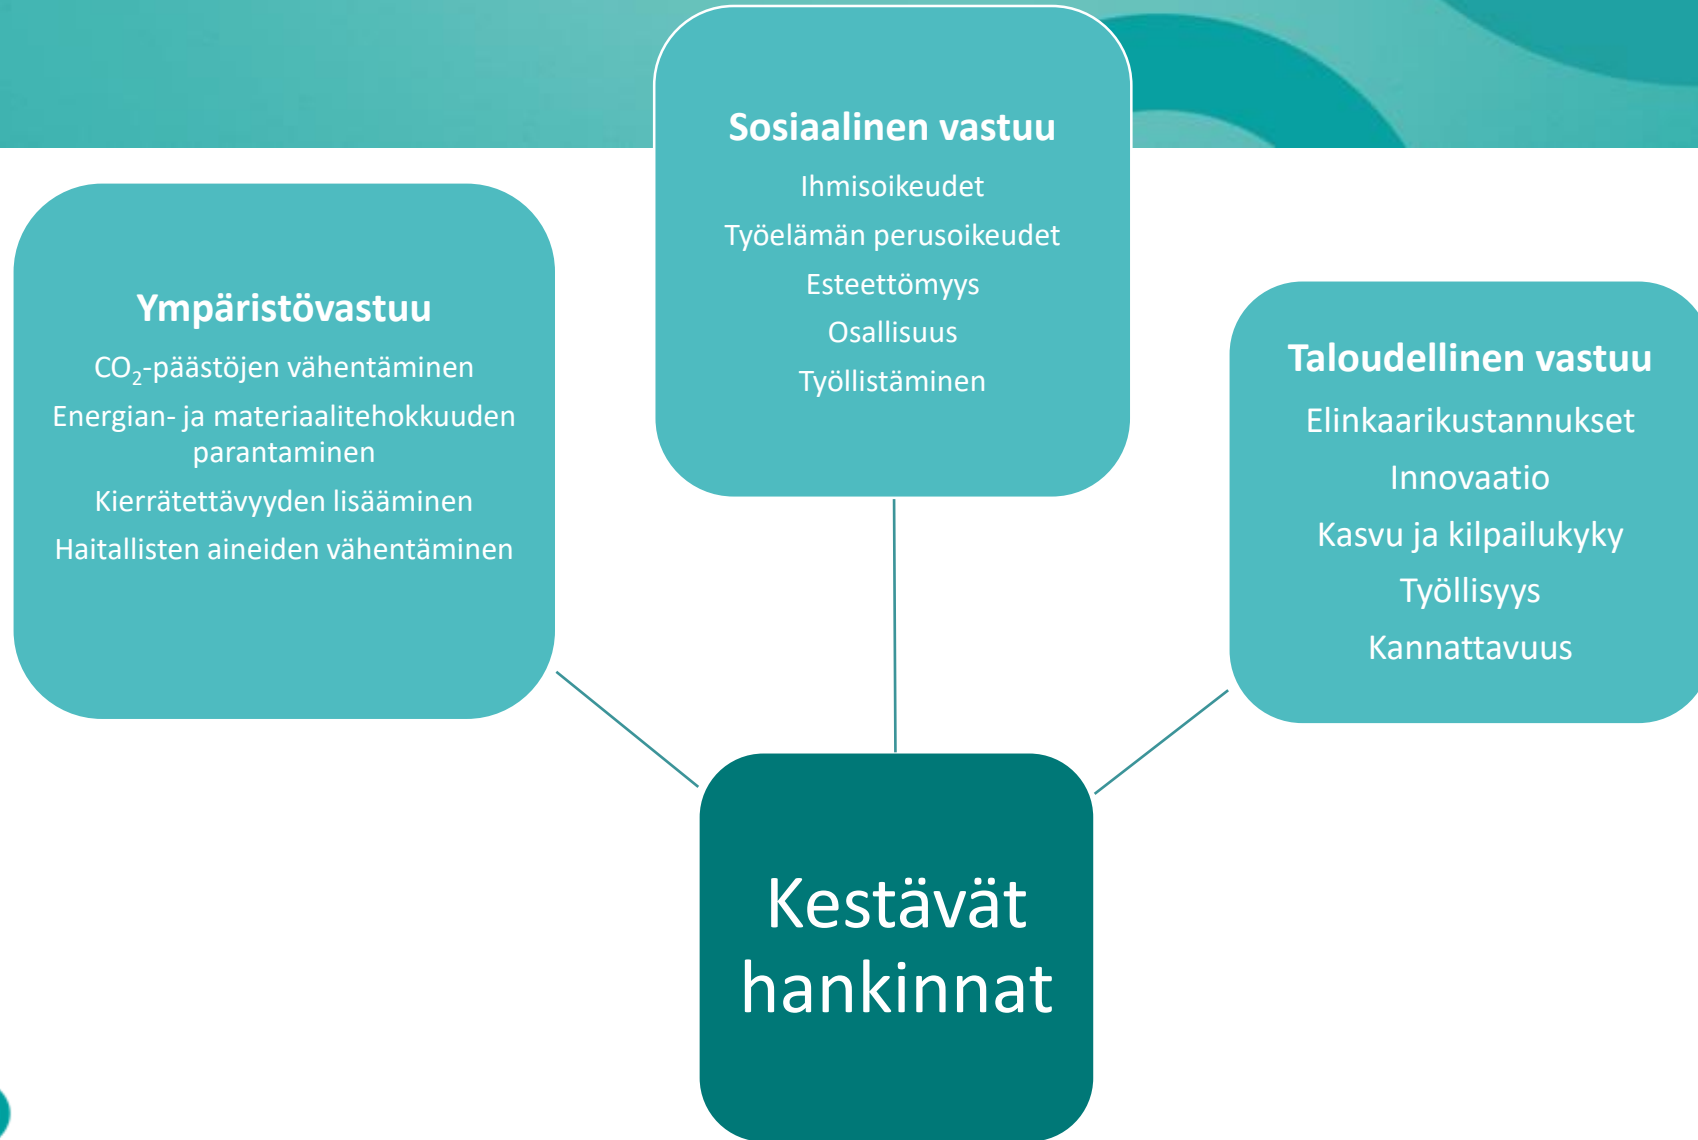 Sosiaalinen vastuu
Ihmisoikeudet
Työelämän perusoikeudet
Esteettömyys
Osallisuus
Työllistäminen
Ympäristövastuu
CO₂-päästöjen vähentäminen
Energian- ja materiaalitehokkuuden
parantaminen
Kierrätettävyyden lisääminen
Haitallisten aineiden vähentäminen
Taloudellinen vastuu
Elinkaarikustannukset
Innovaatio
Kasvu ja kilpailukyky
Työllisyys
Kannattavuus
Kestävät
hankinnat